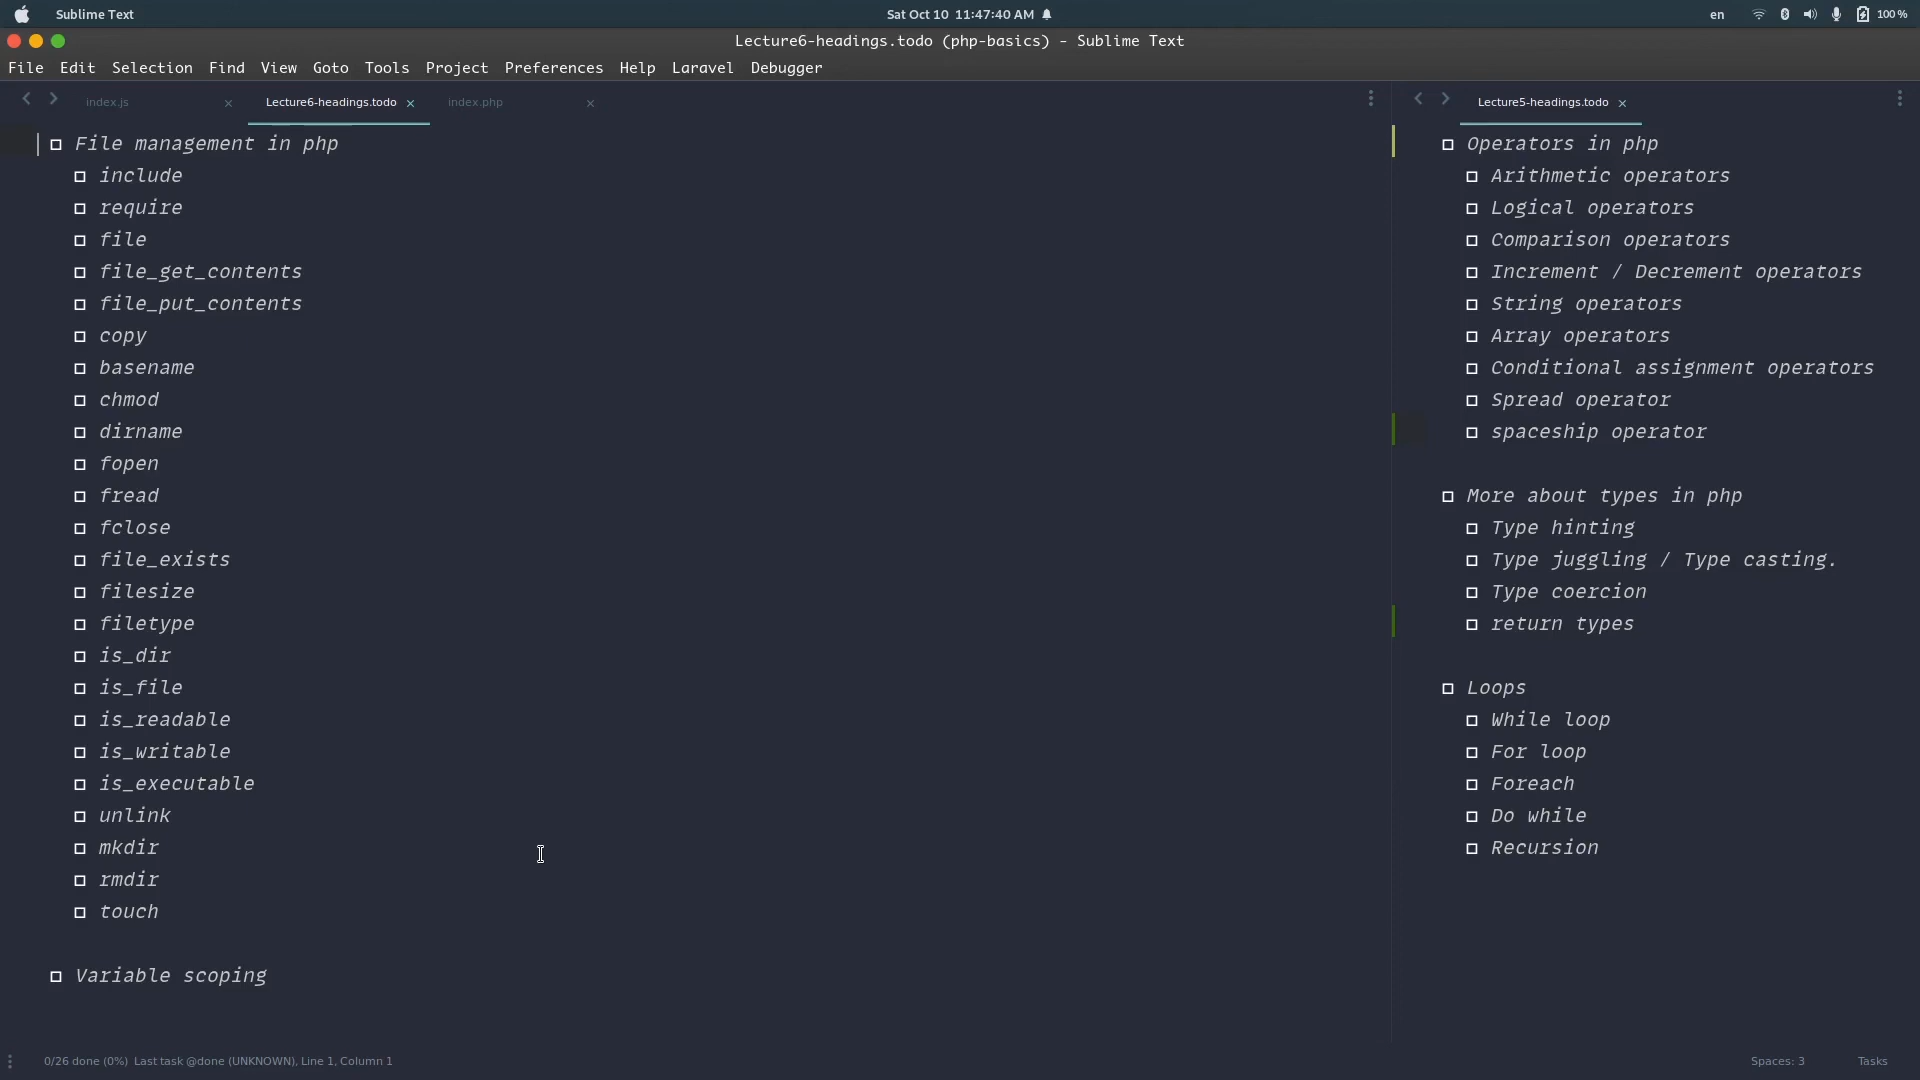 Sublime Text
Sat Oct 10 11:47:40 AM
en
100 %
Lecture6-headings.todo (php-basics) - Sublime Text
File Edit Selection Find View Goto Tools Project Preferences Help Laravel Debugger
index.js
Lecture6-headings.todo
index.php
File management in php
include
require
file
file_get_contents
file_put_contents
copy
basename
chmod
dirname
fopen
fread
fclose
file_exists
filesize
filetype
is_dir
is_file
is_readable
is_writable
is_executable
unlink
mkdir
rmdir
touch
Variable scoping
Lecture5-headings.todo
Operators in php
Arithmetic operators
Logical operators
Comparison operators
Increment / Decrement operators
String operators
Array operators
Conditional assignment operators
Spread operator
spaceship operator
More about types in php
Type hinting
Type juggling / Type casting.
Type coercion
return types
Loops
While loop
For loop
Foreach
Do while
Recursion
0/26 done (0%) Last task @done (UNKNOWN), Line 1, Column 1
Spaces: 3
Tasks